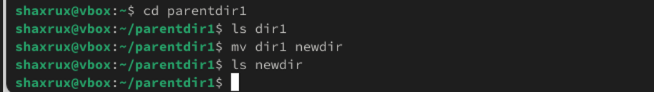 shaxrux@vbox:~$ cd parentdir1
shaxrux@vbox:~/parentdir1$ ls dir1
shaxrux@vbox:~/parentdir1$ mv dir1 newdir
shaxrux@vbox:~/parentdir1$ ls newdir
shaxrux@vbox:~/parentdir1$